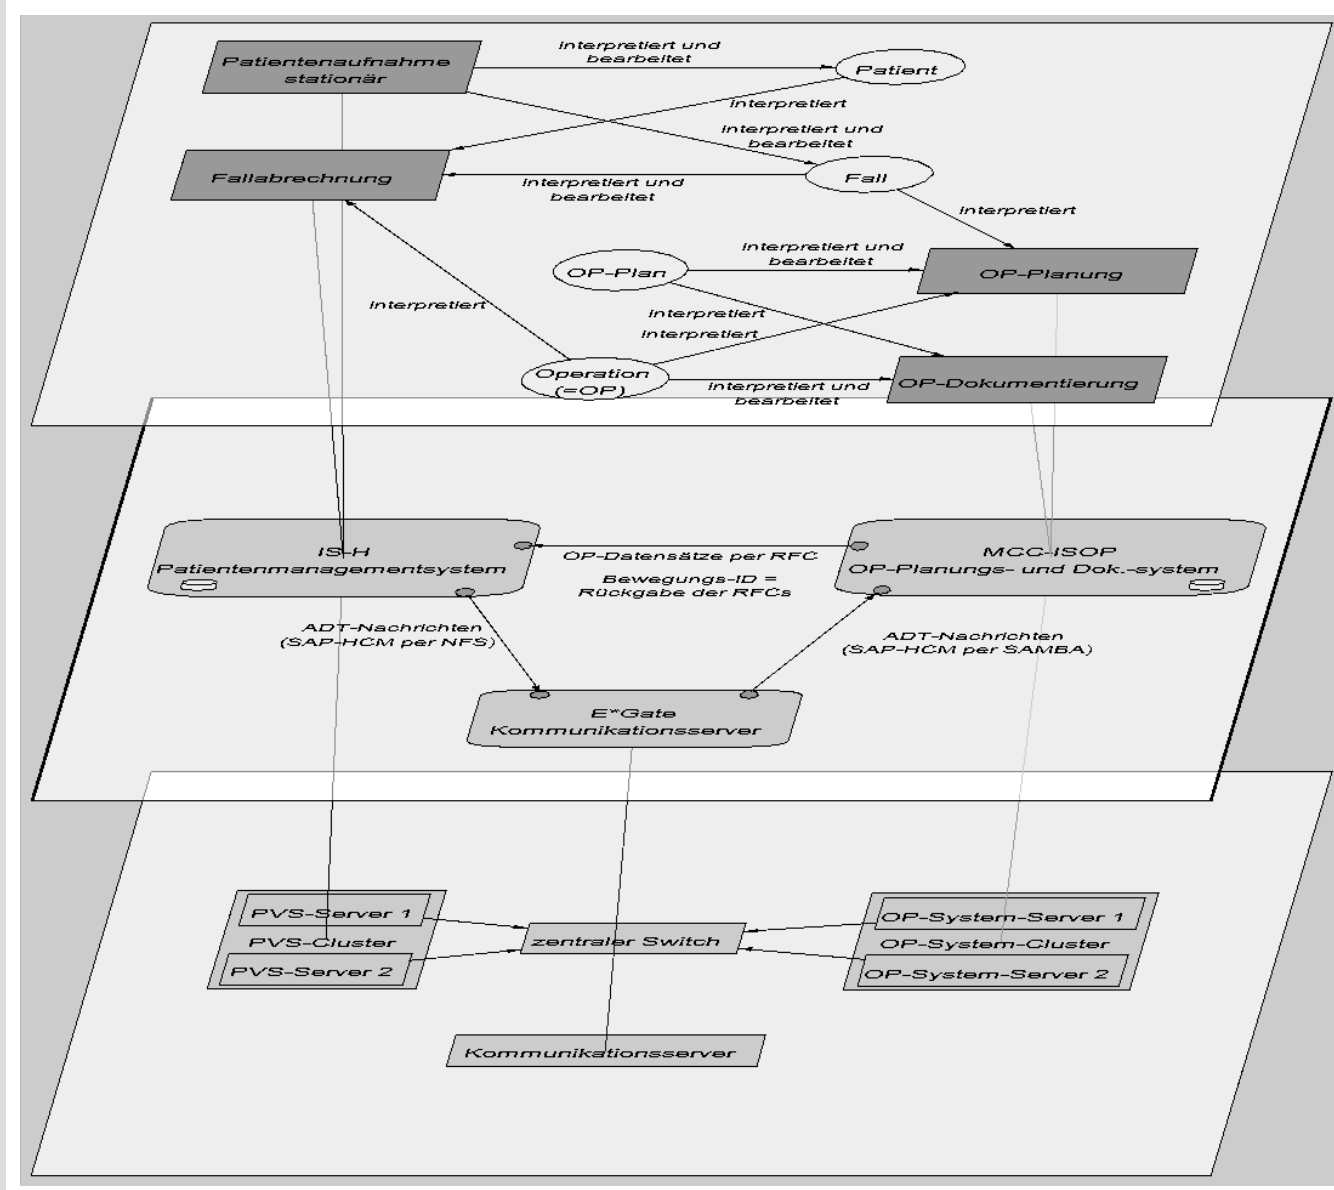 interpretiert und
bearbeitet
Patientenaufnahme
stationär
Patient
interpretiert
interpretiert und
bearbeitet
Fallabrechnung
interpretiert und
bearbeitet
Fall
interpretiert
interpretiert und
bearbeitet
OP-Plan
OP-Planung
interpretiert
interpretiert
interpretiert
Operation
(=OP)
interpretiert und
bearbeitet
OP-Dokumentierung
IS-H
Patientenmanagementsystem
OP-Datensätze per RFC
Bewegungs-ID =
Rückgabe der RFCs
MCC-ISOP
OP-Planungs- und Dok.-system
ADT-Nachrichten
(SAP-HCM per NFS)
ADT-Nachrichten
(SAP-HCM per SAMBA)
E*Gate
Kommunikationsserver
PVS-Server 1
PVS-Cluster
PVS-Server 2
zentraler Switch
OP-System-Server 1
OP-System-Cluster
OP-System-Server 2
Kommunikationsserver